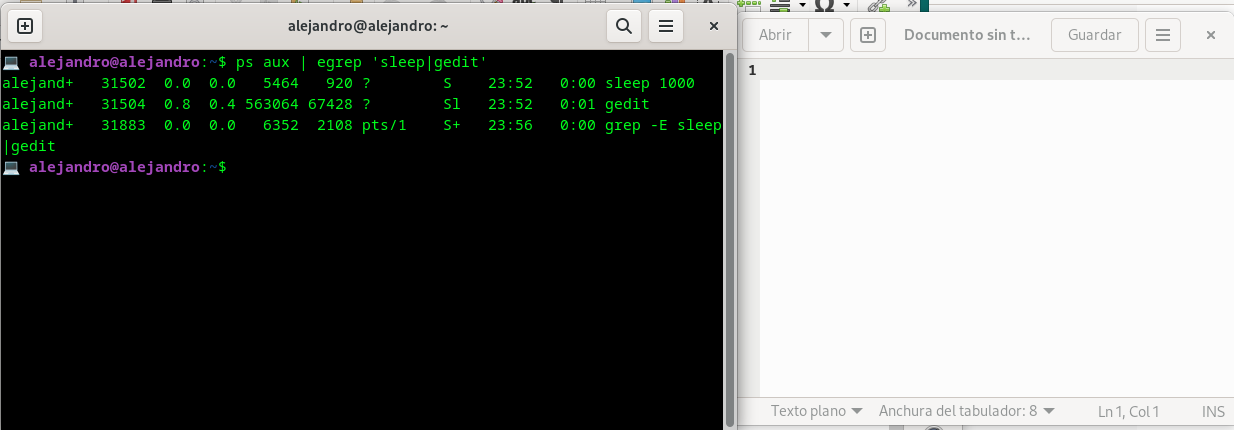 alejandro@alejandro: ~
alejandro@alejandro:~$ ps aux | egrep 'sleep|gedit'
alejand+   31502  0.0  0.0   5464   920 ?        S    23:52   0:00 sleep 1000
alejand+   31504  0.8  0.4 563064 67428 ?        Sl   23:52   0:01 gedit
alejand+   31883  0.0  0.0   6352  2108 pts/1    S+   23:56   0:00 grep -E sleep
|gedit
alejandro@alejandro:~$
Abrir Documento sin t... Guardar
1
Texto plano Anchura del tabulador: 8 Ln 1, Col 1 INS